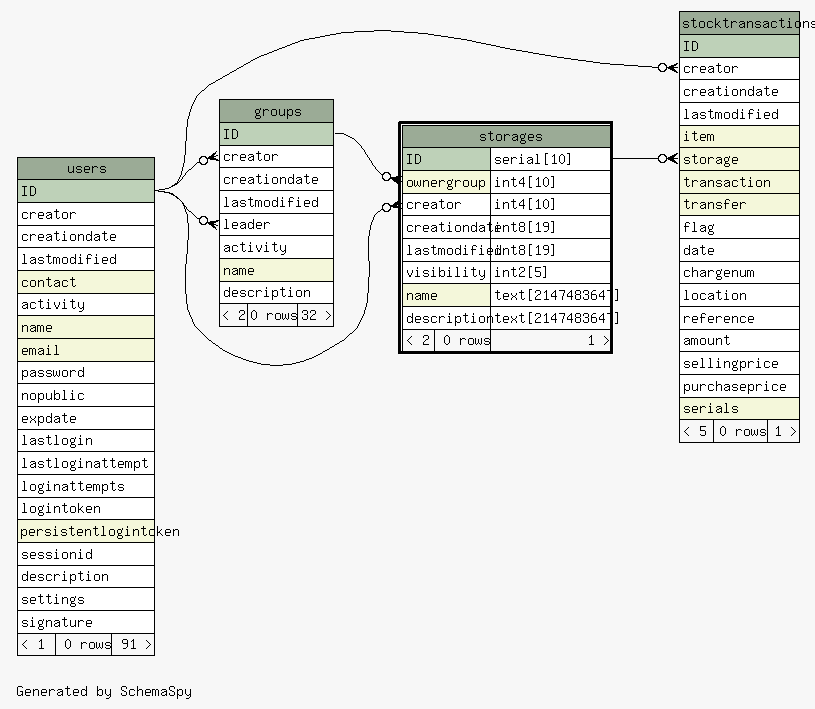 users
ID
creator
creationdate
lastmodified
contact
activity
name
email
password
nopublic
expdate
lastlogin
lastloginattempt
loginattempts
logintoken
persistentlogintoken
sessionid
description
settings
signature
< 1 0 rows 91 >
groups
ID
creator
creationdate
lastmodified
leader
activity
name
description
< 2 0 rows 32 >
storages
ID serial[10]
ownergroup int4[10]
creator int4[10]
creationdate int8[19]
lastmodified int8[19]
visibility int2[5]
name text[2147483647]
description text[2147483647]
< 2 0 rows 1 >
stocktransactions
ID
creator
creationdate
lastmodified
item
storage
transaction
transfer
flag
date
chargenum
location
reference
amount
sellingprice
purchaseprice
serials
< 5 0 rows 1 >
Generated by SchemaSpy